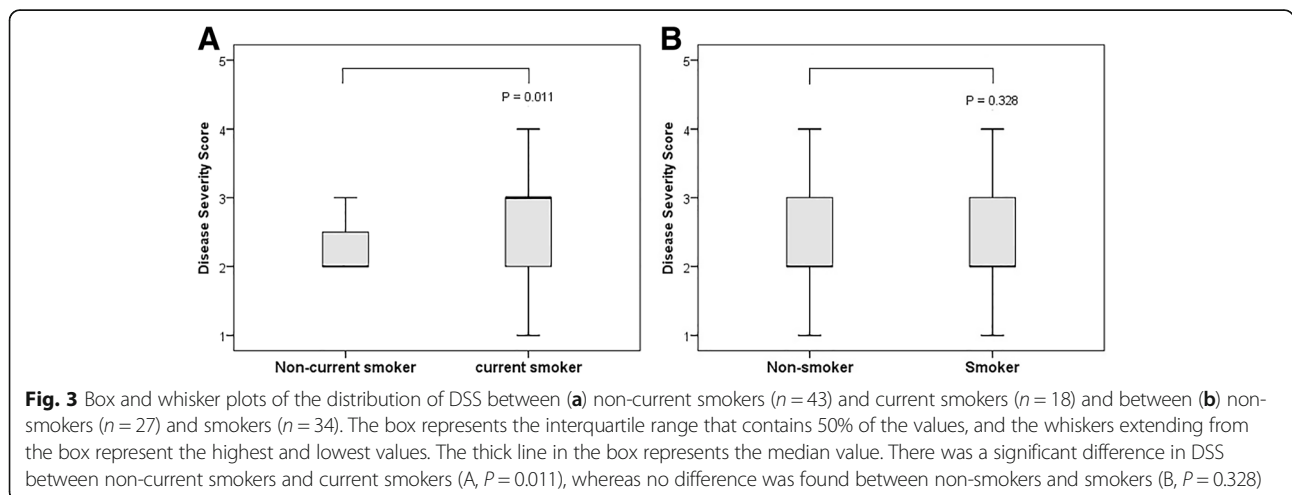 A
5
4
3
2
1
Disease Severity Score
P = 0.011
Non-current smoker
current smoker
B
5
4
3
2
1
Disease Severity Score
P = 0.328
Non-smoker
Smoker
Fig. 3 Box and whisker plots of the distribution of DSS between (a) non-current smokers (n = 43) and current smokers (n = 18) and between (b) non-
smokers (n = 27) and smokers (n = 34). The box represents the interquartile range that contains 50% of the values, and the whiskers extending from
the box represent the highest and lowest values. The thick line in the box represents the median value. There was a significant difference in DSS
between non-current smokers and current smokers (A, P = 0.011), whereas no difference was found between non-smokers and smokers (B, P = 0.328)